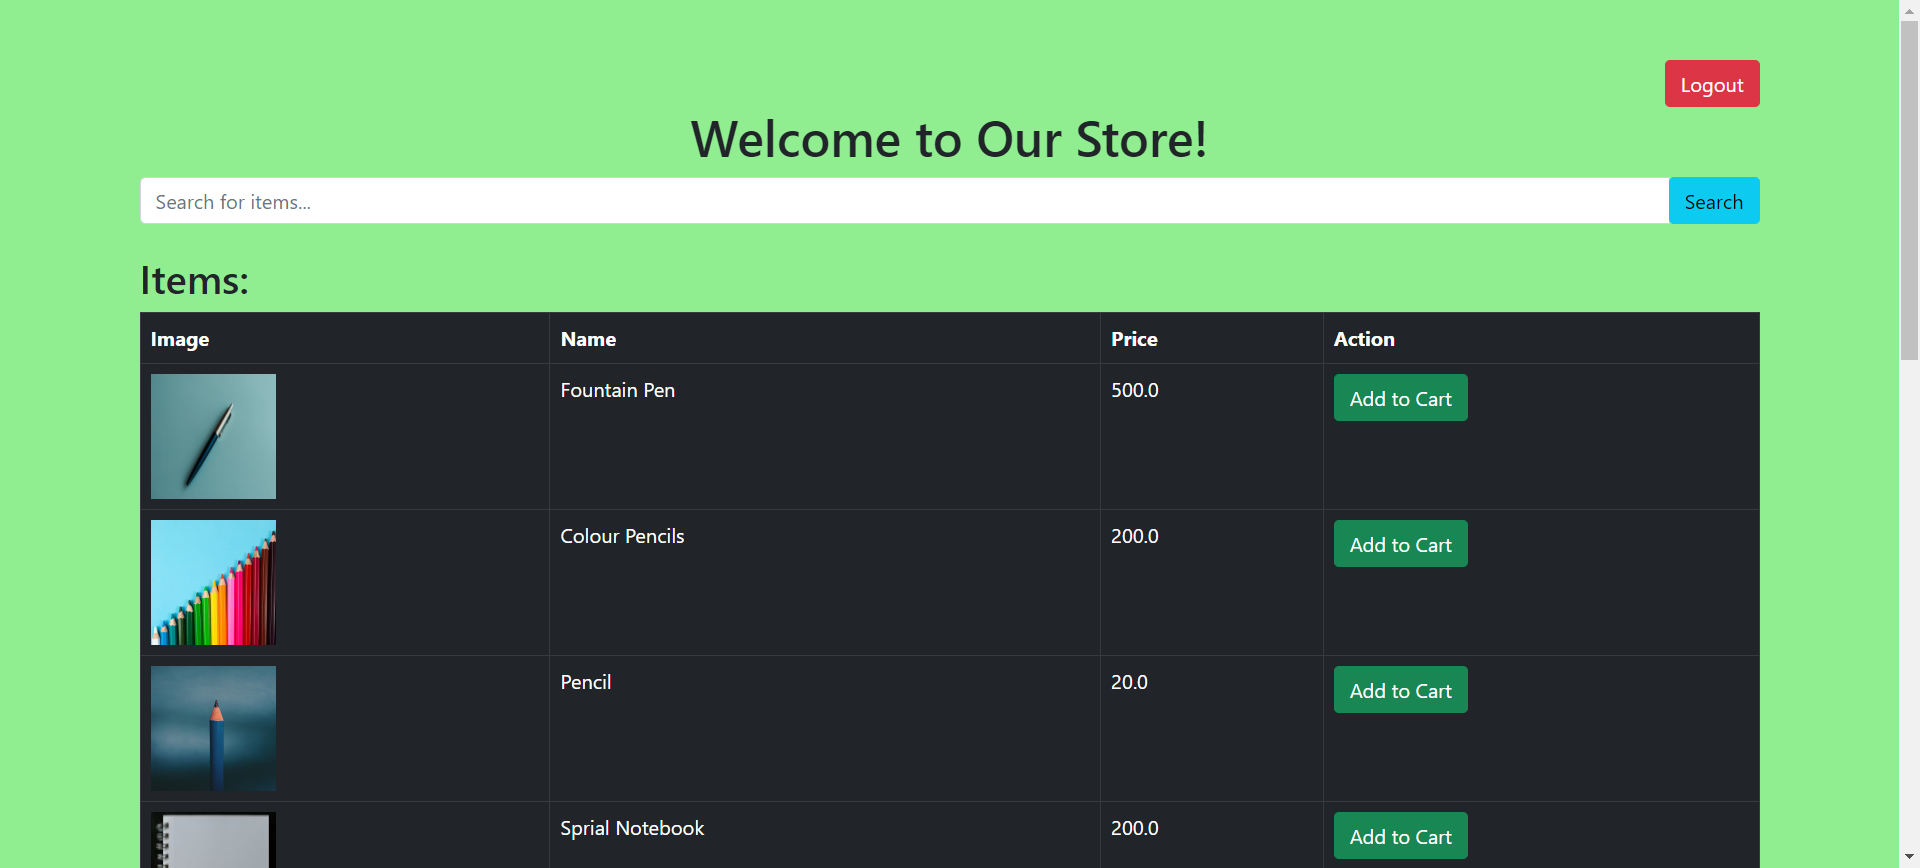 Logout
Welcome to Our Store!
Search for items...
Search
Items:
Image Name Price Action
Fountain Pen 500.0 Add to Cart
Colour Pencils 200.0 Add to Cart
Pencil 20.0 Add to Cart
Sprial Notebook 200.0 Add to Cart